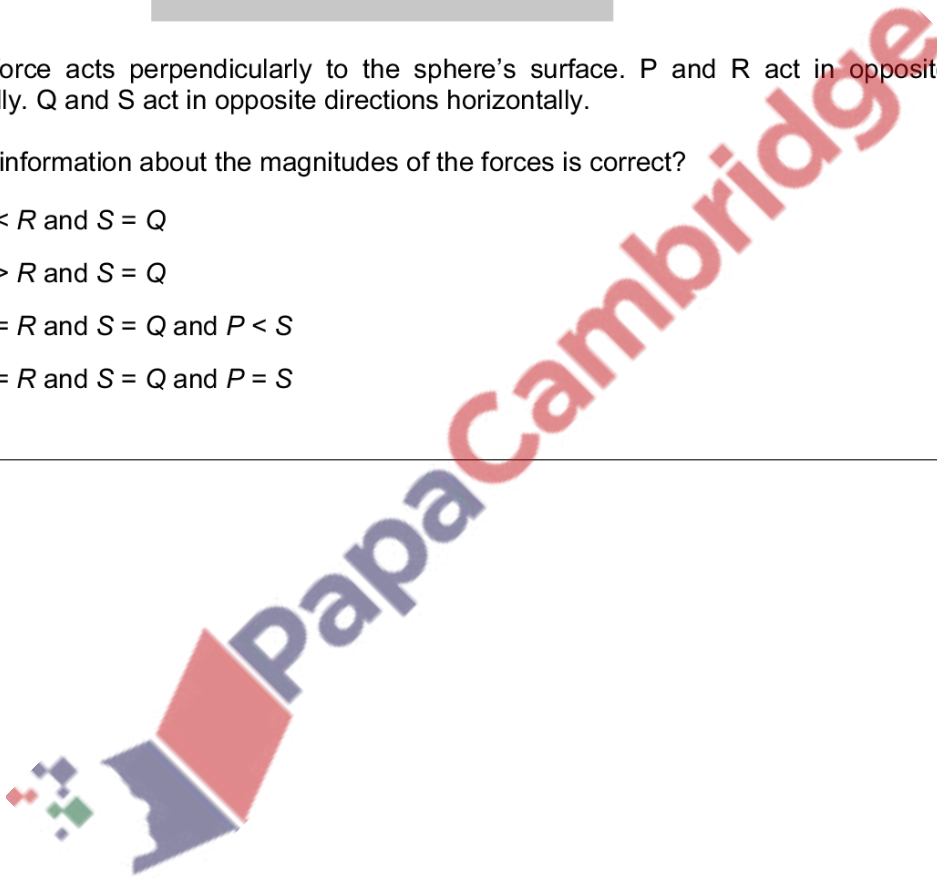 orce acts perpendicularly to the sphere's surface. P and R act in opposit
lly. Q and S act in opposite directions horizontally.
information about the magnitudes of the forces is correct?
< R and S = Q
> R and S = Q
= R and S = Q and P < S
= R and S = Q and P = S
PapaCambridge